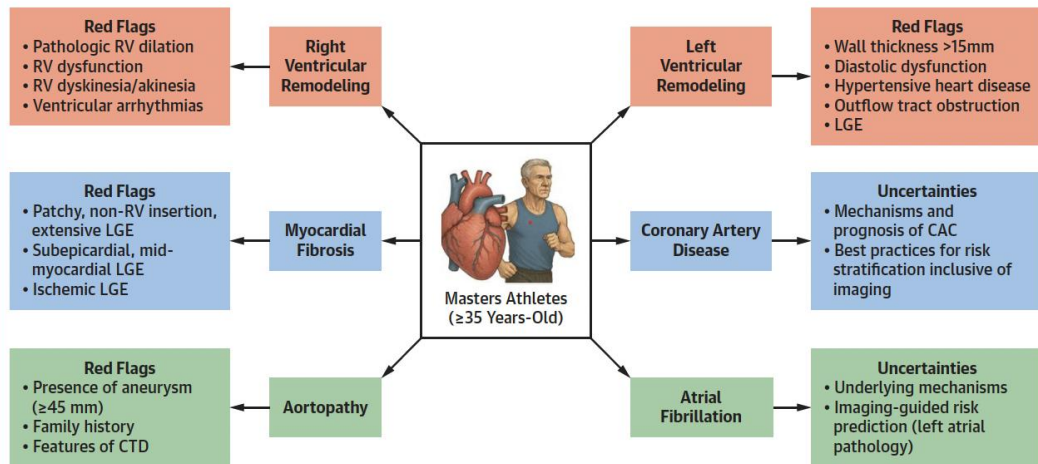 Red Flags
• Pathologic RV dilation
• RV dysfunction
• RV dyskinesia/akinesia
• Ventricular arrhythmias
Right
Ventricular
Remodeling
Left
Ventricular
Remodeling
Red Flags
• Wall thickness >15mm
• Diastolic dysfunction
• Hypertensive heart disease
• Outflow tract obstruction
• LGE
Red Flags
• Patchy, non-RV insertion,
extensive LGE
• Subepicardial, mid-
myocardial LGE
• Ischemic LGE
Myocardial
Fibrosis
Masters Athletes
(≥35 Years-Old)
Coronary Artery
Disease
Uncertainties
• Mechanisms and
prognosis of CAC
• Best practices for risk
stratification inclusive of
imaging
Red Flags
• Presence of aneurysm
(≥45 mm)
• Family history
• Features of CTD
Aortopathy
Atrial
Fibrillation
Uncertainties
• Underlying mechanisms
• Imaging-guided risk
prediction (left atrial
pathology)